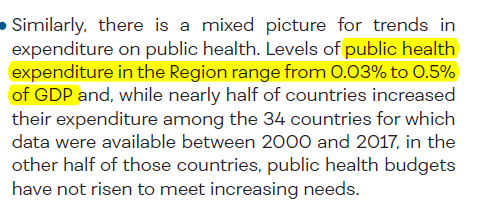 • Similarly, there is a mixed picture for trends in
expenditure on public health. Levels of public health
expenditure in the Region range from 0.03% to 0.5%
of GDP and, while nearly half of countries increased
their expenditure among the 34 countries for which
data were available between 2000 and 2017, in the
other half of those countries, public health budgets
have not risen to meet increasing needs.